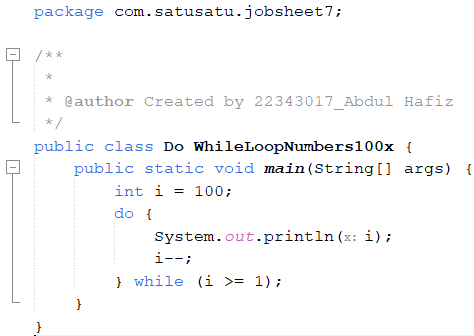 package com.satusatu.jobsheet7;
/**
 *
 * @author Created by 22343017_Abdul Hafiz
 */
public class Do WhileLoopNumbers100x {
    public static void main(String[] args) {
        int i = 100;
        do {
            System.out.println(x: i);
            i--;
        } while (i >= 1);
    }
}